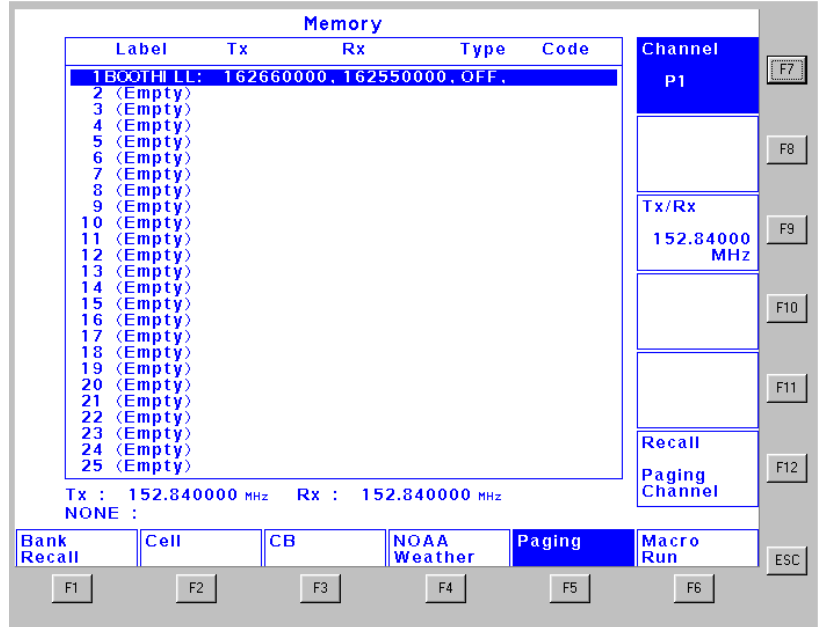 Memory
Label Tx Rx Type Code
1 BOOTHILL: 162660000, 162550000, OFF,
2 (Empty)
3 (Empty)
4 (Empty)
5 (Empty)
6 (Empty)
7 (Empty)
8 (Empty)
9 (Empty)
10 (Empty)
11 (Empty)
12 (Empty)
13 (Empty)
14 (Empty)
15 (Empty)
16 (Empty)
17 (Empty)
18 (Empty)
19 (Empty)
20 (Empty)
21 (Empty)
22 (Empty)
23 (Empty)
24 (Empty)
25 (Empty)
Tx : 152.840000 MHz Rx : 152.840000 MHz
NONE :
Channel
P1
F7
F8
Tx/Rx
152.84000
MHz
F9
F10
F11
Recall
Paging
Channel
F12
Bank
Recall
Cell
CB
NOAA
Weather
Paging
Macro
Run
ESC
F1 F2 F3 F4 F5 F6